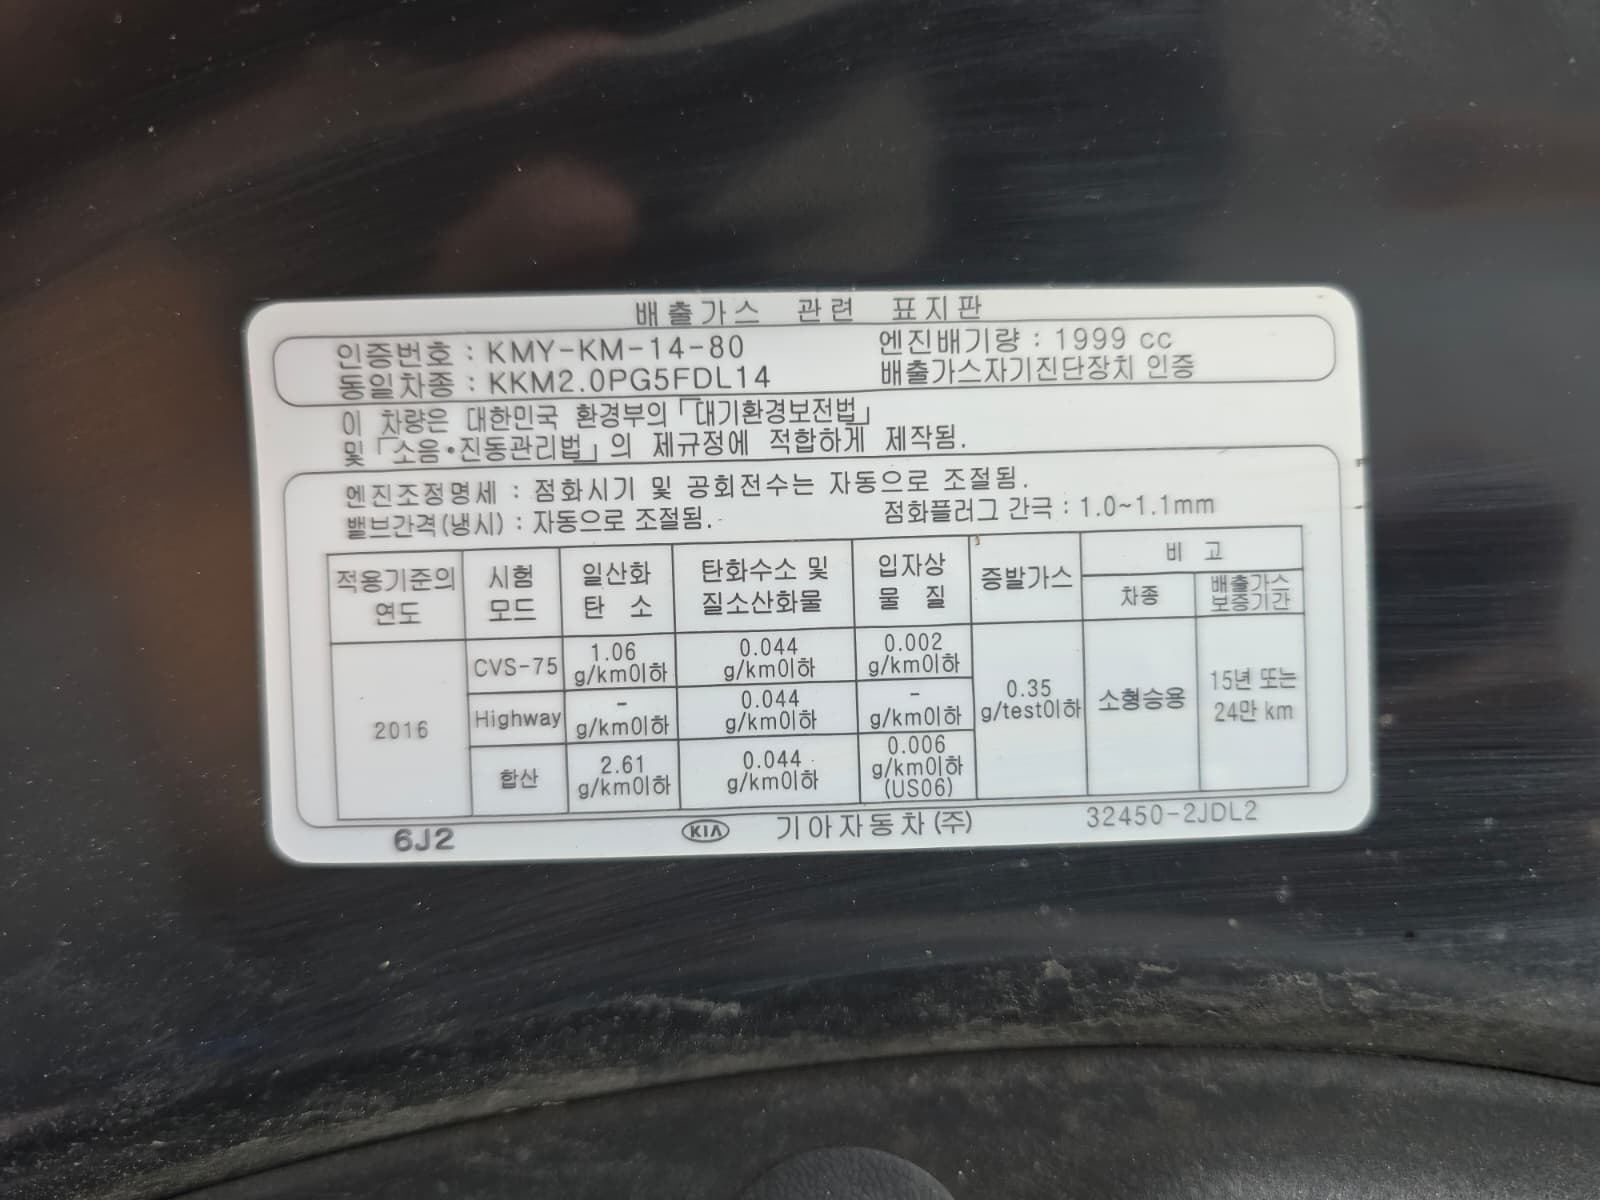 배출가스 관련 표지판
인증번호 : KMY-KM-14-80 엔진배기량 : 1999 cc
동일차종 : KKM2.0PG5FDL14 배출가스자기진단장치 인증
이 차량은 대한민국 환경부의「대기환경보전법」
및「소음·진동관리법」의 제규정에 적합하게 제작됨.
엔진조정명세 : 점화시기 및 공회전수는 자동으로 조절됨.
밸브간격(냉시) : 자동으로 조절됨. 점화플러그 간극 : 1.0~1.1mm
적용기준의 연도 시험 모드 일산화 탄 소 탄화수소 및 질소산화물 입자상 물 질 증발가스 비 고
차종 배출가스 보증기간
2016 CVS-75 1.06 g/km이하 0.044 g/km이하 0.002 g/km이하 0.35 g/test이하 소형승용 15년 또는 24만 km
Highway - g/km이하 0.044 g/km이하 - g/km이하
합산 2.61 g/km이하 0.044 g/km이하 0.006 g/km이하 (US06)
6J2 KIA 기아자동차(주) 32450-2JDL2